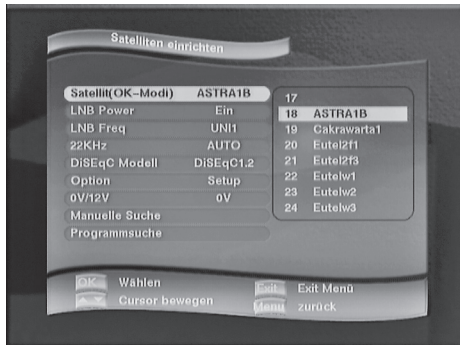 Satelliten einrichten
Satellit(OK-Modi) ASTRA1B
LNB Power Ein
LNB Freq UNI1
22KHz AUTO
DiSEqC Modell DiSEqC1.2
Option Setup
0V/12V 0V
Manuelle Suche
Programmsuche
17
18 ASTRA1B
19 Cakrawarta1
20 Eutel2f1
21 Eutel2f3
22 Eutelw1
23 Eutelw2
24 Eutelw3
OK Wählen
Cursor bewegen
Exit Exit Menü
Menu zurück